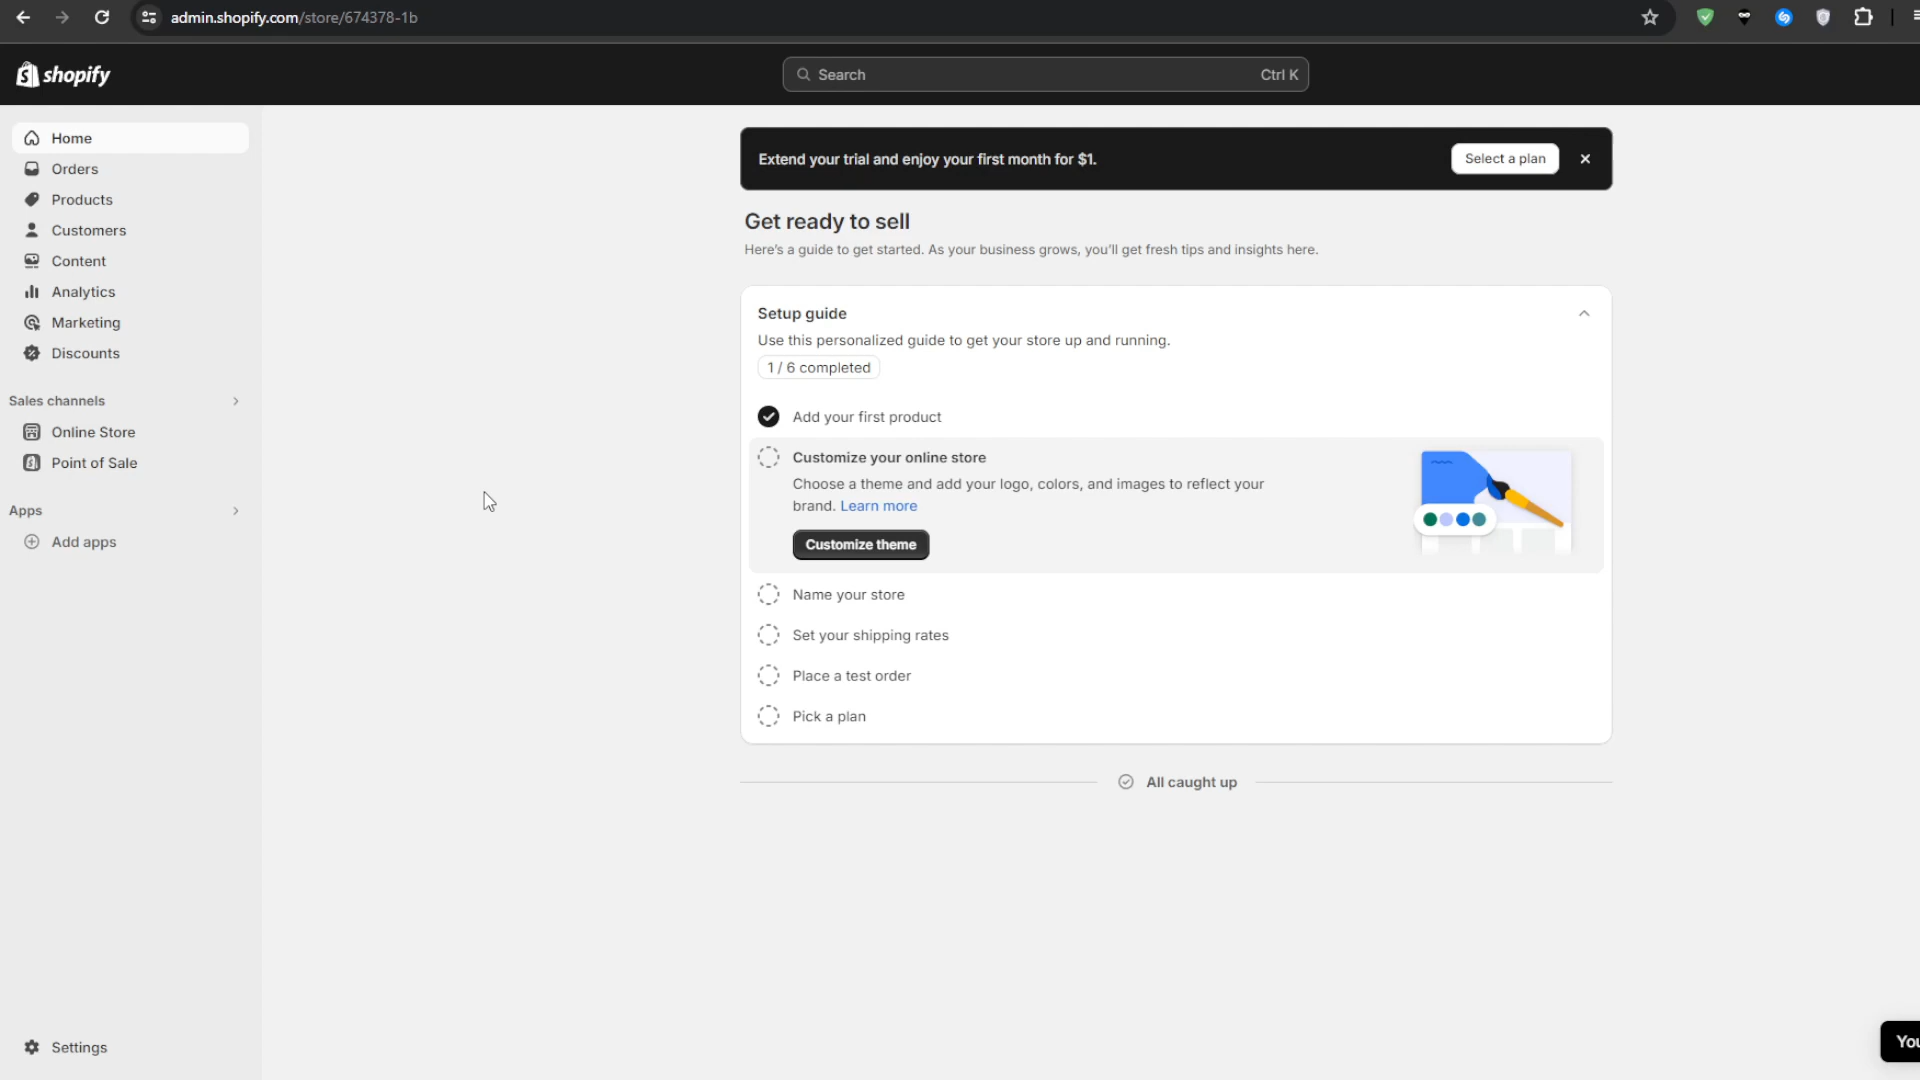 admin.shopify.com/store/674378-1b
shopify
Search
Ctrl K
Home
Orders
Products
Customers
Content
Analytics
Marketing
Discounts
Sales channels
Online Store
Point of Sale
Apps
Add apps
Settings
Extend your trial and enjoy your first month for $1.
Select a plan
Get ready to sell
Here's a guide to get started. As your business grows, you'll get fresh tips and insights here.
Setup guide
Use this personalized guide to get your store up and running.
1 / 6 completed
Add your first product
Customize your online store
Choose a theme and add your logo, colors, and images to reflect your
brand. Learn more
Customize theme
Name your store
Set your shipping rates
Place a test order
Pick a plan
All caught up